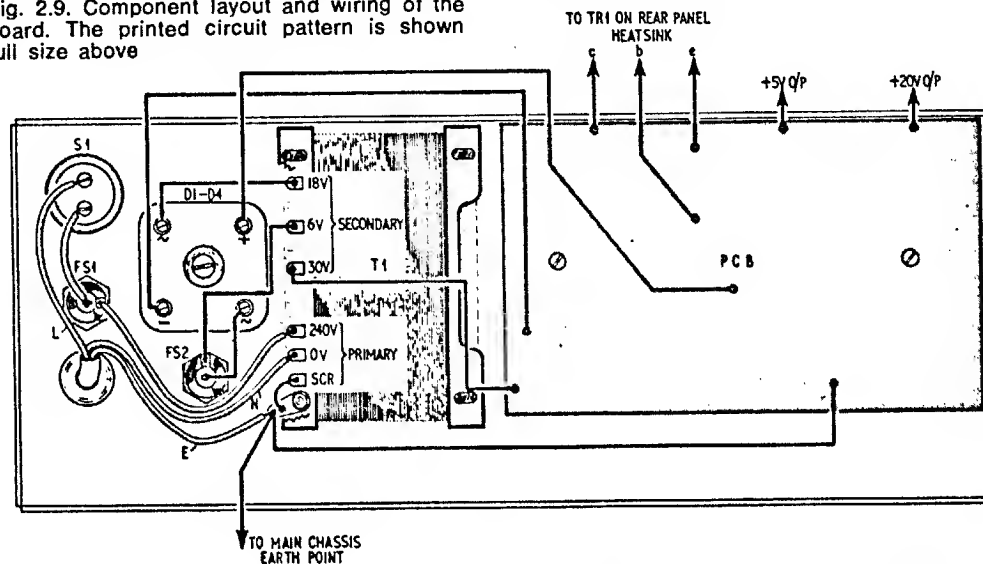 ig. 2.9. Component layout and wiring of the
oard. The printed circuit pattern is shown
ull size above
TO TR1 ON REAR PANEL
HEATSINK
c b e
+5V O/P
+20V O/P
S1
D1-D4
~ +
- ~
FS1
L
FS2
18V
6V
30V
SECONDARY
T1
240V
0V
SCR
PRIMARY
N
E
PCB
TO MAIN CHASSIS
EARTH POINT